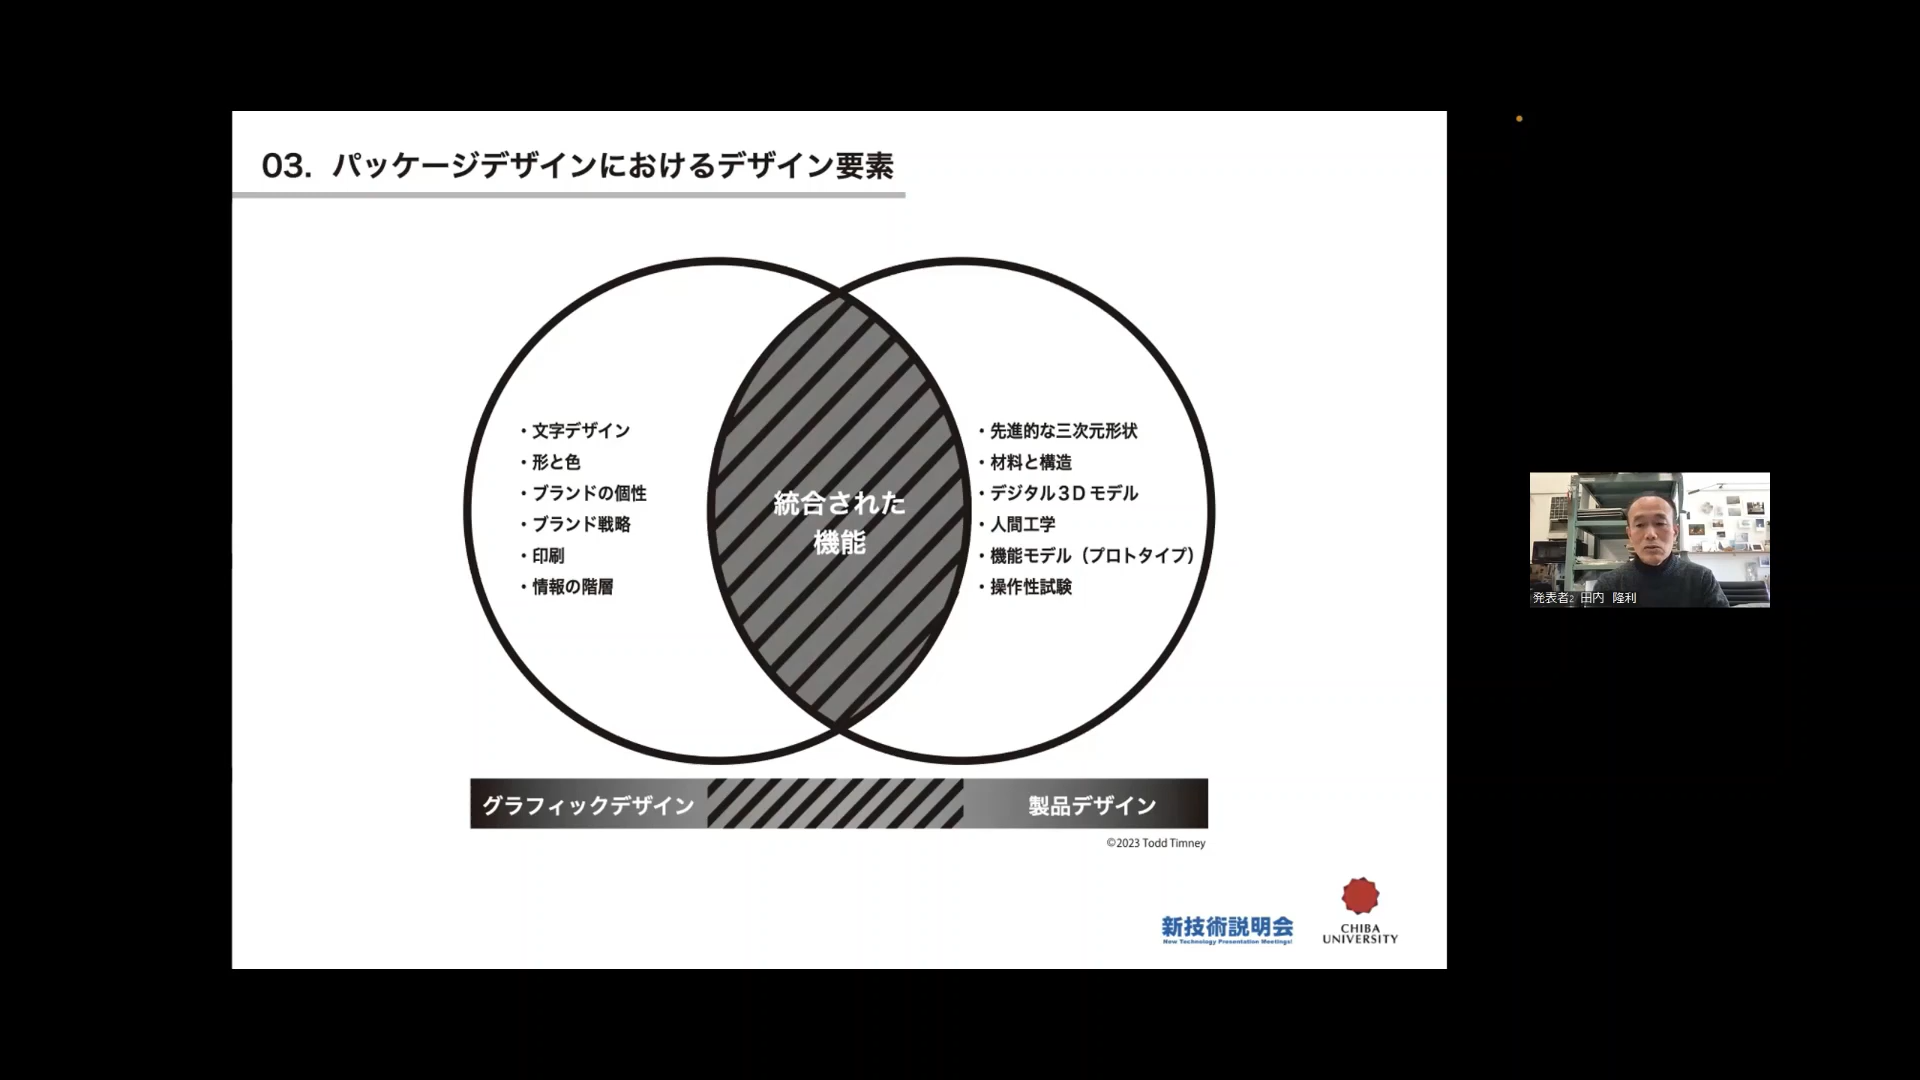 03. パッケージデザインにおけるデザイン要素
・文字デザイン
・形と色
・ブランドの個性
・ブランド戦略
・印刷
・情報の階層
統合された
機能
・先進的な三次元形状
・材料と構造
・デジタル3Dモデル
・人間工学
・機能モデル（プロトタイプ）
・操作性試験
グラフィックデザイン
製品デザイン
©2023 Todd Timney
新技術説明会
New Technology Presentation Meetings!
CHIBA
UNIVERSITY
発表者2 田内 隆利